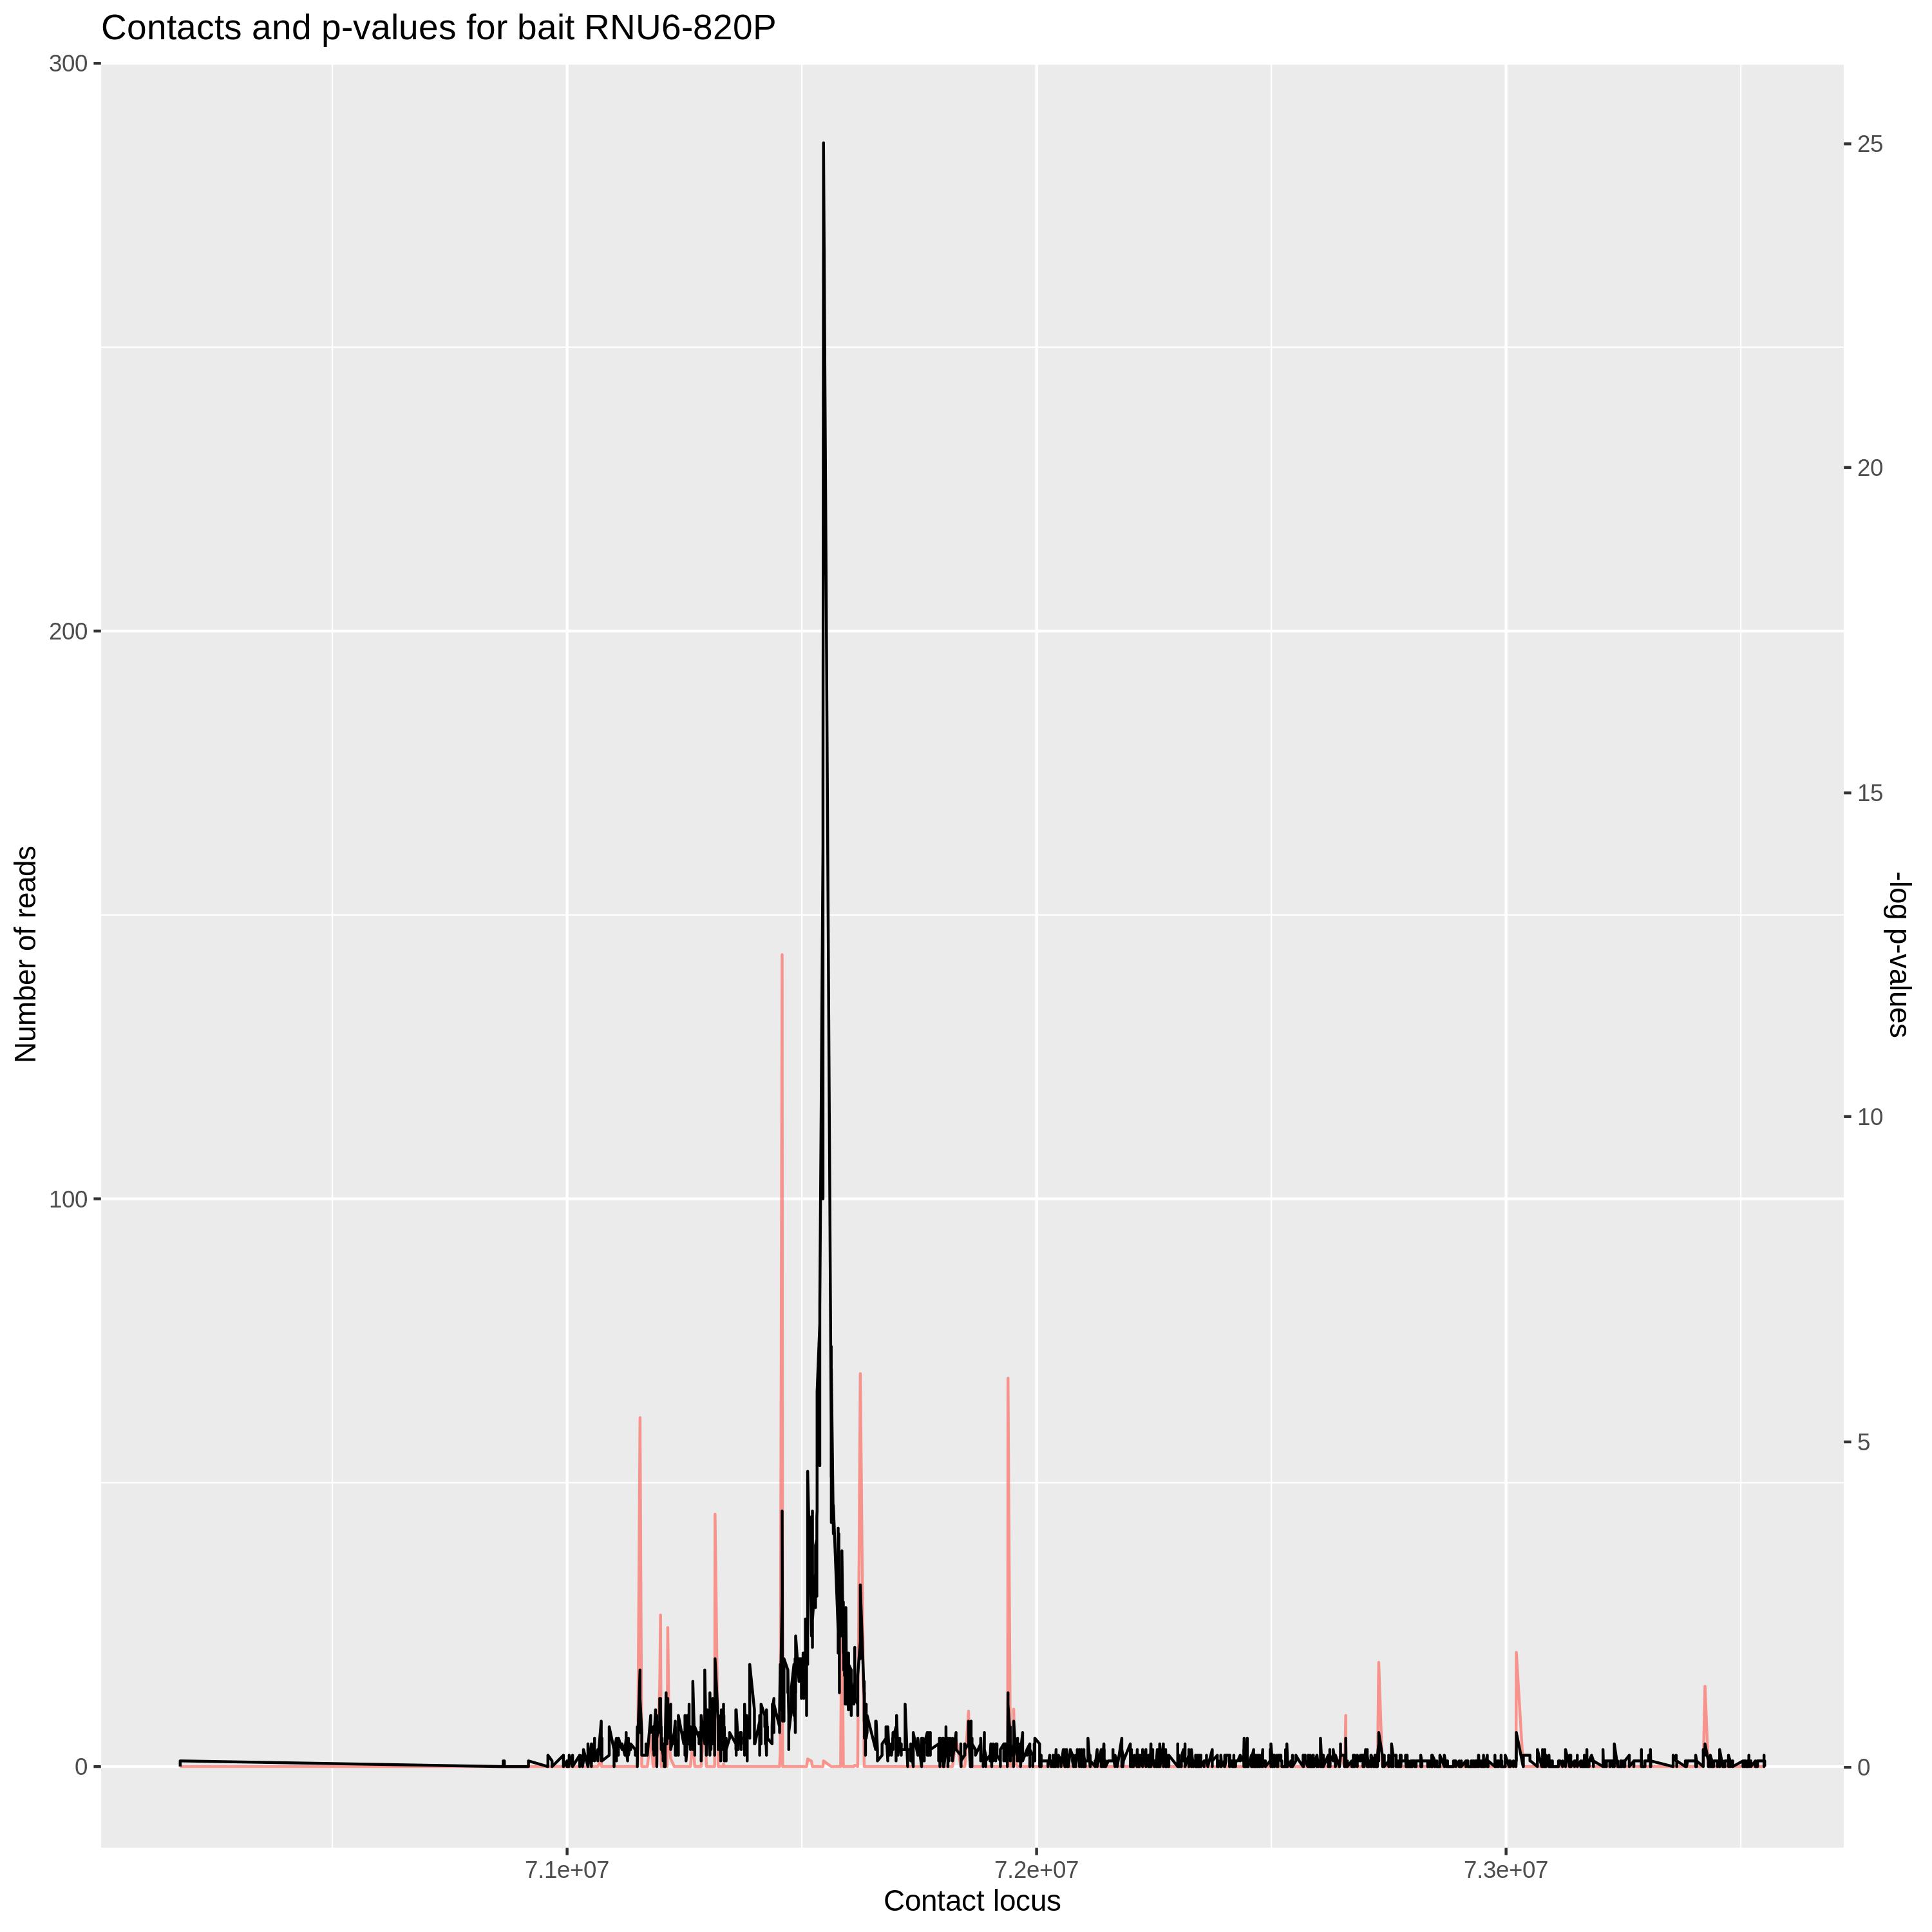 Contacts and p-values for bait RNU6-820P
300
200
100
0
Number of reads
25
20
15
10
5
0
-log p-values
7.1e+07
7.2e+07
7.3e+07
Contact locus